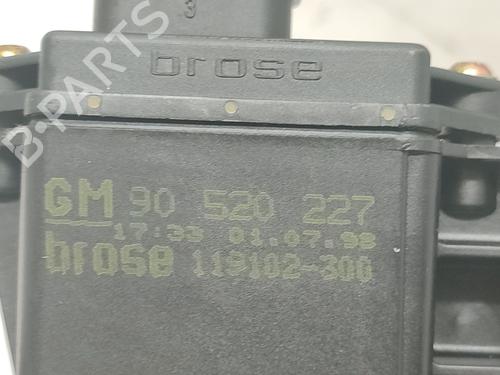 3
brose
B-PARTS
GM 90 520 227
17:33 01.07.98
brose 119102-300